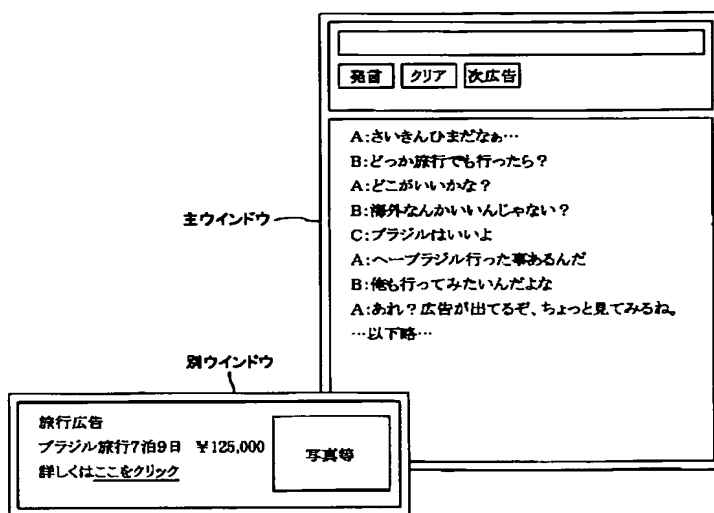 発言 クリア 次広告
A:さいきんひまだなぁ…
B:どっか旅行でも行ったら？
A:どこがいいかな？
B:海外なんかいいんじゃない？
C:ブラジルはいいよ
A:へーブラジル行った事あるんだ
B:俺も行ってみたいんだよな
A:あれ？広告が出てるぞ、ちょっと見てみるね。
…以下略…
主ウインドウ
別ウインドウ
旅行広告
ブラジル旅行7泊9日 ¥125,000
詳しくはここをクリック
写真等